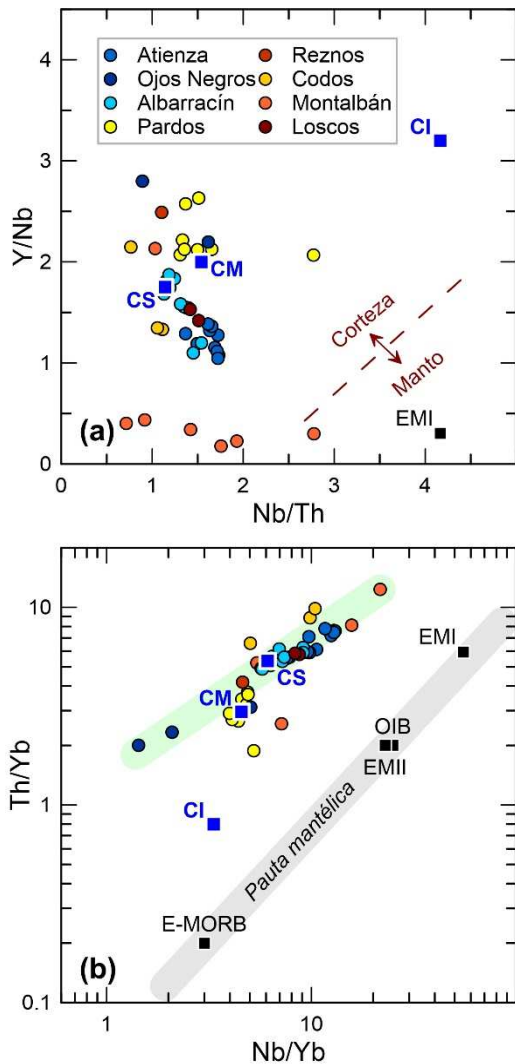 4
3
2
1
0
Y/Nb
Atienza
Ojos Negros
Albarracín
Pardos
Reznos
Codos
Montalbán
Loscos
CI
CM
CS
Corteza
Manto
EMI
(a)
0
1
2
3
4
Nb/Th
10
1
0.1
Th/Yb
EMI
CS
CM
OIB
EMII
CI
Pauta mantélica
E-MORB
(b)
1
10
Nb/Yb